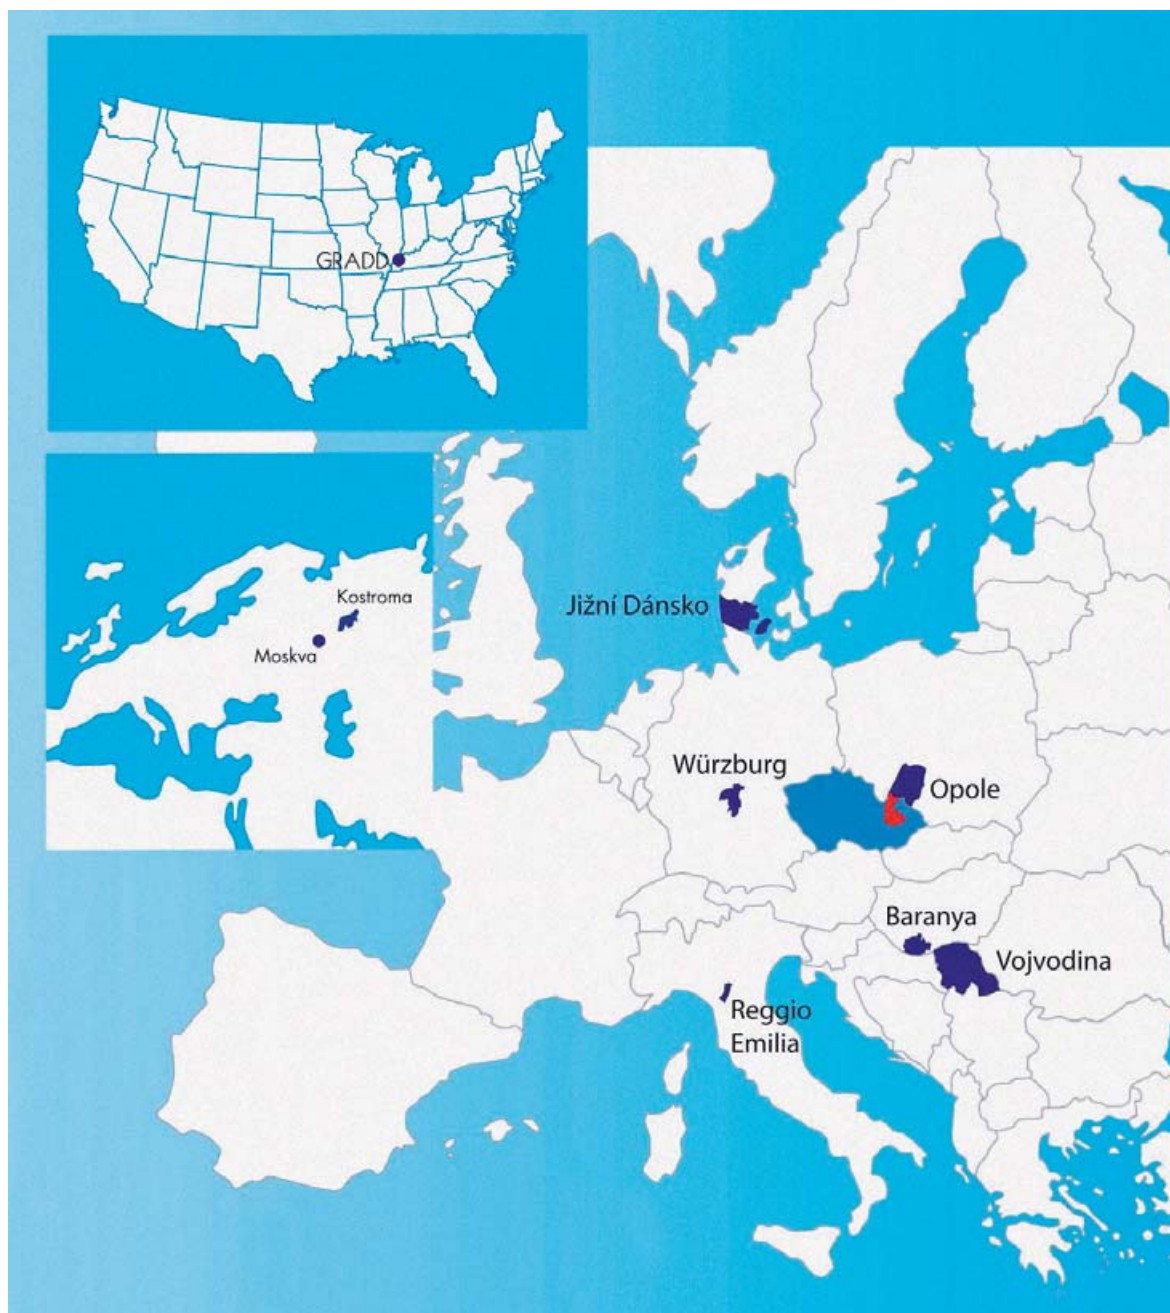 GRADD
Kostroma
Moskva
Jižní Dánsko
Würzburg
Opole
Baranya
Vojvodina
Reggio
Emilia